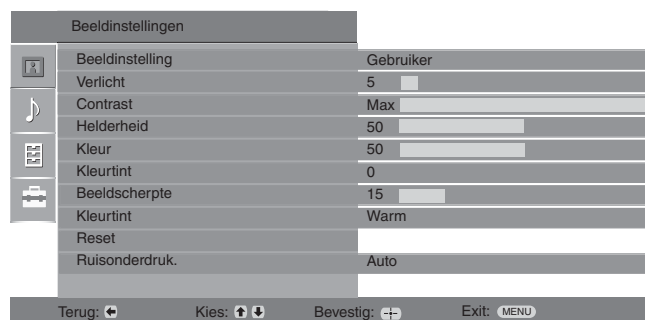 Beeldinstellingen
Beeldinstelling Gebruiker
Verlicht 5
Contrast Max
Helderheid 50
Kleur 50
Kleurtint 0
Beeldscherpte 15
Kleurtint Warm
Reset
Ruisonderdruk. Auto
Terug: Kies: Bevestig: Exit: MENU